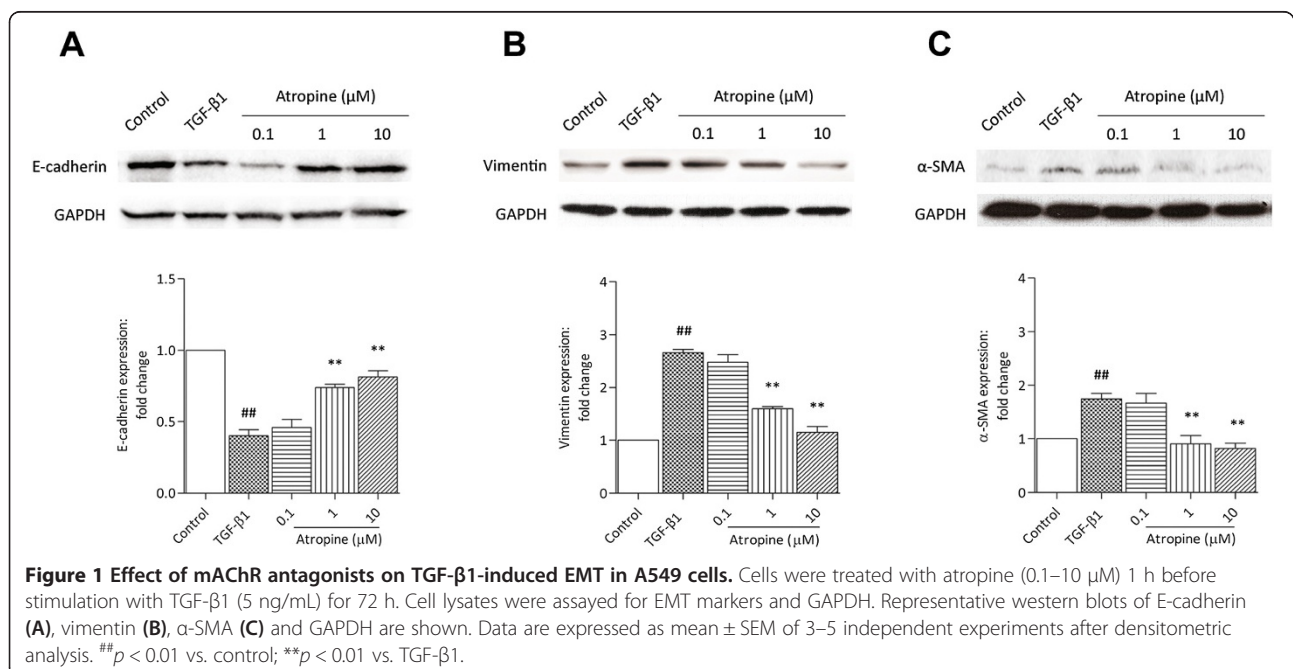 A
Control
TGF-β1
Atropine (μM)
0.1 1 10
E-cadherin
GAPDH
E-cadherin expression:
fold change
1.5
1.0
0.5
0.0
##
**
**
Control
TGF-β1
0.1
1
10
Atropine (μM)
B
Control
TGF-β1
Atropine (μM)
0.1 1 10
Vimentin
GAPDH
Vimentin expression:
fold change
4
3
2
1
0
##
**
**
Control
TGF-β1
0.1
1
10
Atropine (μM)
C
Control
TGF-β1
Atropine (μM)
0.1 1 10
α-SMA
GAPDH
α-SMA expression:
fold change
4
3
2
1
0
##
**
**
Control
TGF-β1
0.1
1
10
Atropine (μM)
Figure 1 Effect of mAChR antagonists on TGF-β1-induced EMT in A549 cells. Cells were treated with atropine (0.1–10 μM) 1 h before
stimulation with TGF-β1 (5 ng/mL) for 72 h. Cell lysates were assayed for EMT markers and GAPDH. Representative western blots of E-cadherin
(A), vimentin (B), α-SMA (C) and GAPDH are shown. Data are expressed as mean ± SEM of 3–5 independent experiments after densitometric
analysis. ##p < 0.01 vs. control; **p < 0.01 vs. TGF-β1.